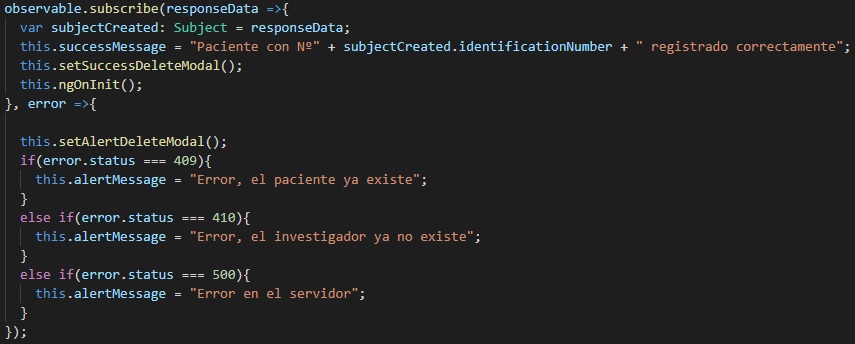 observable.subscribe(responseData =>{
  var subjectCreated: Subject = responseData;
  this.successMessage = "Paciente con Nº" + subjectCreated.identificationNumber + " registrado correctamente";
  this.setSuccessDeleteModal();
  this.ngOnInit();
}, error =>{

  this.setAlertDeleteModal();
  if(error.status === 409){
    this.alertMessage = "Error, el paciente ya existe";
  }
  else if(error.status === 410){
    this.alertMessage = "Error, el investigador ya no existe";
  }
  else if(error.status === 500){
    this.alertMessage = "Error en el servidor";
  }
});